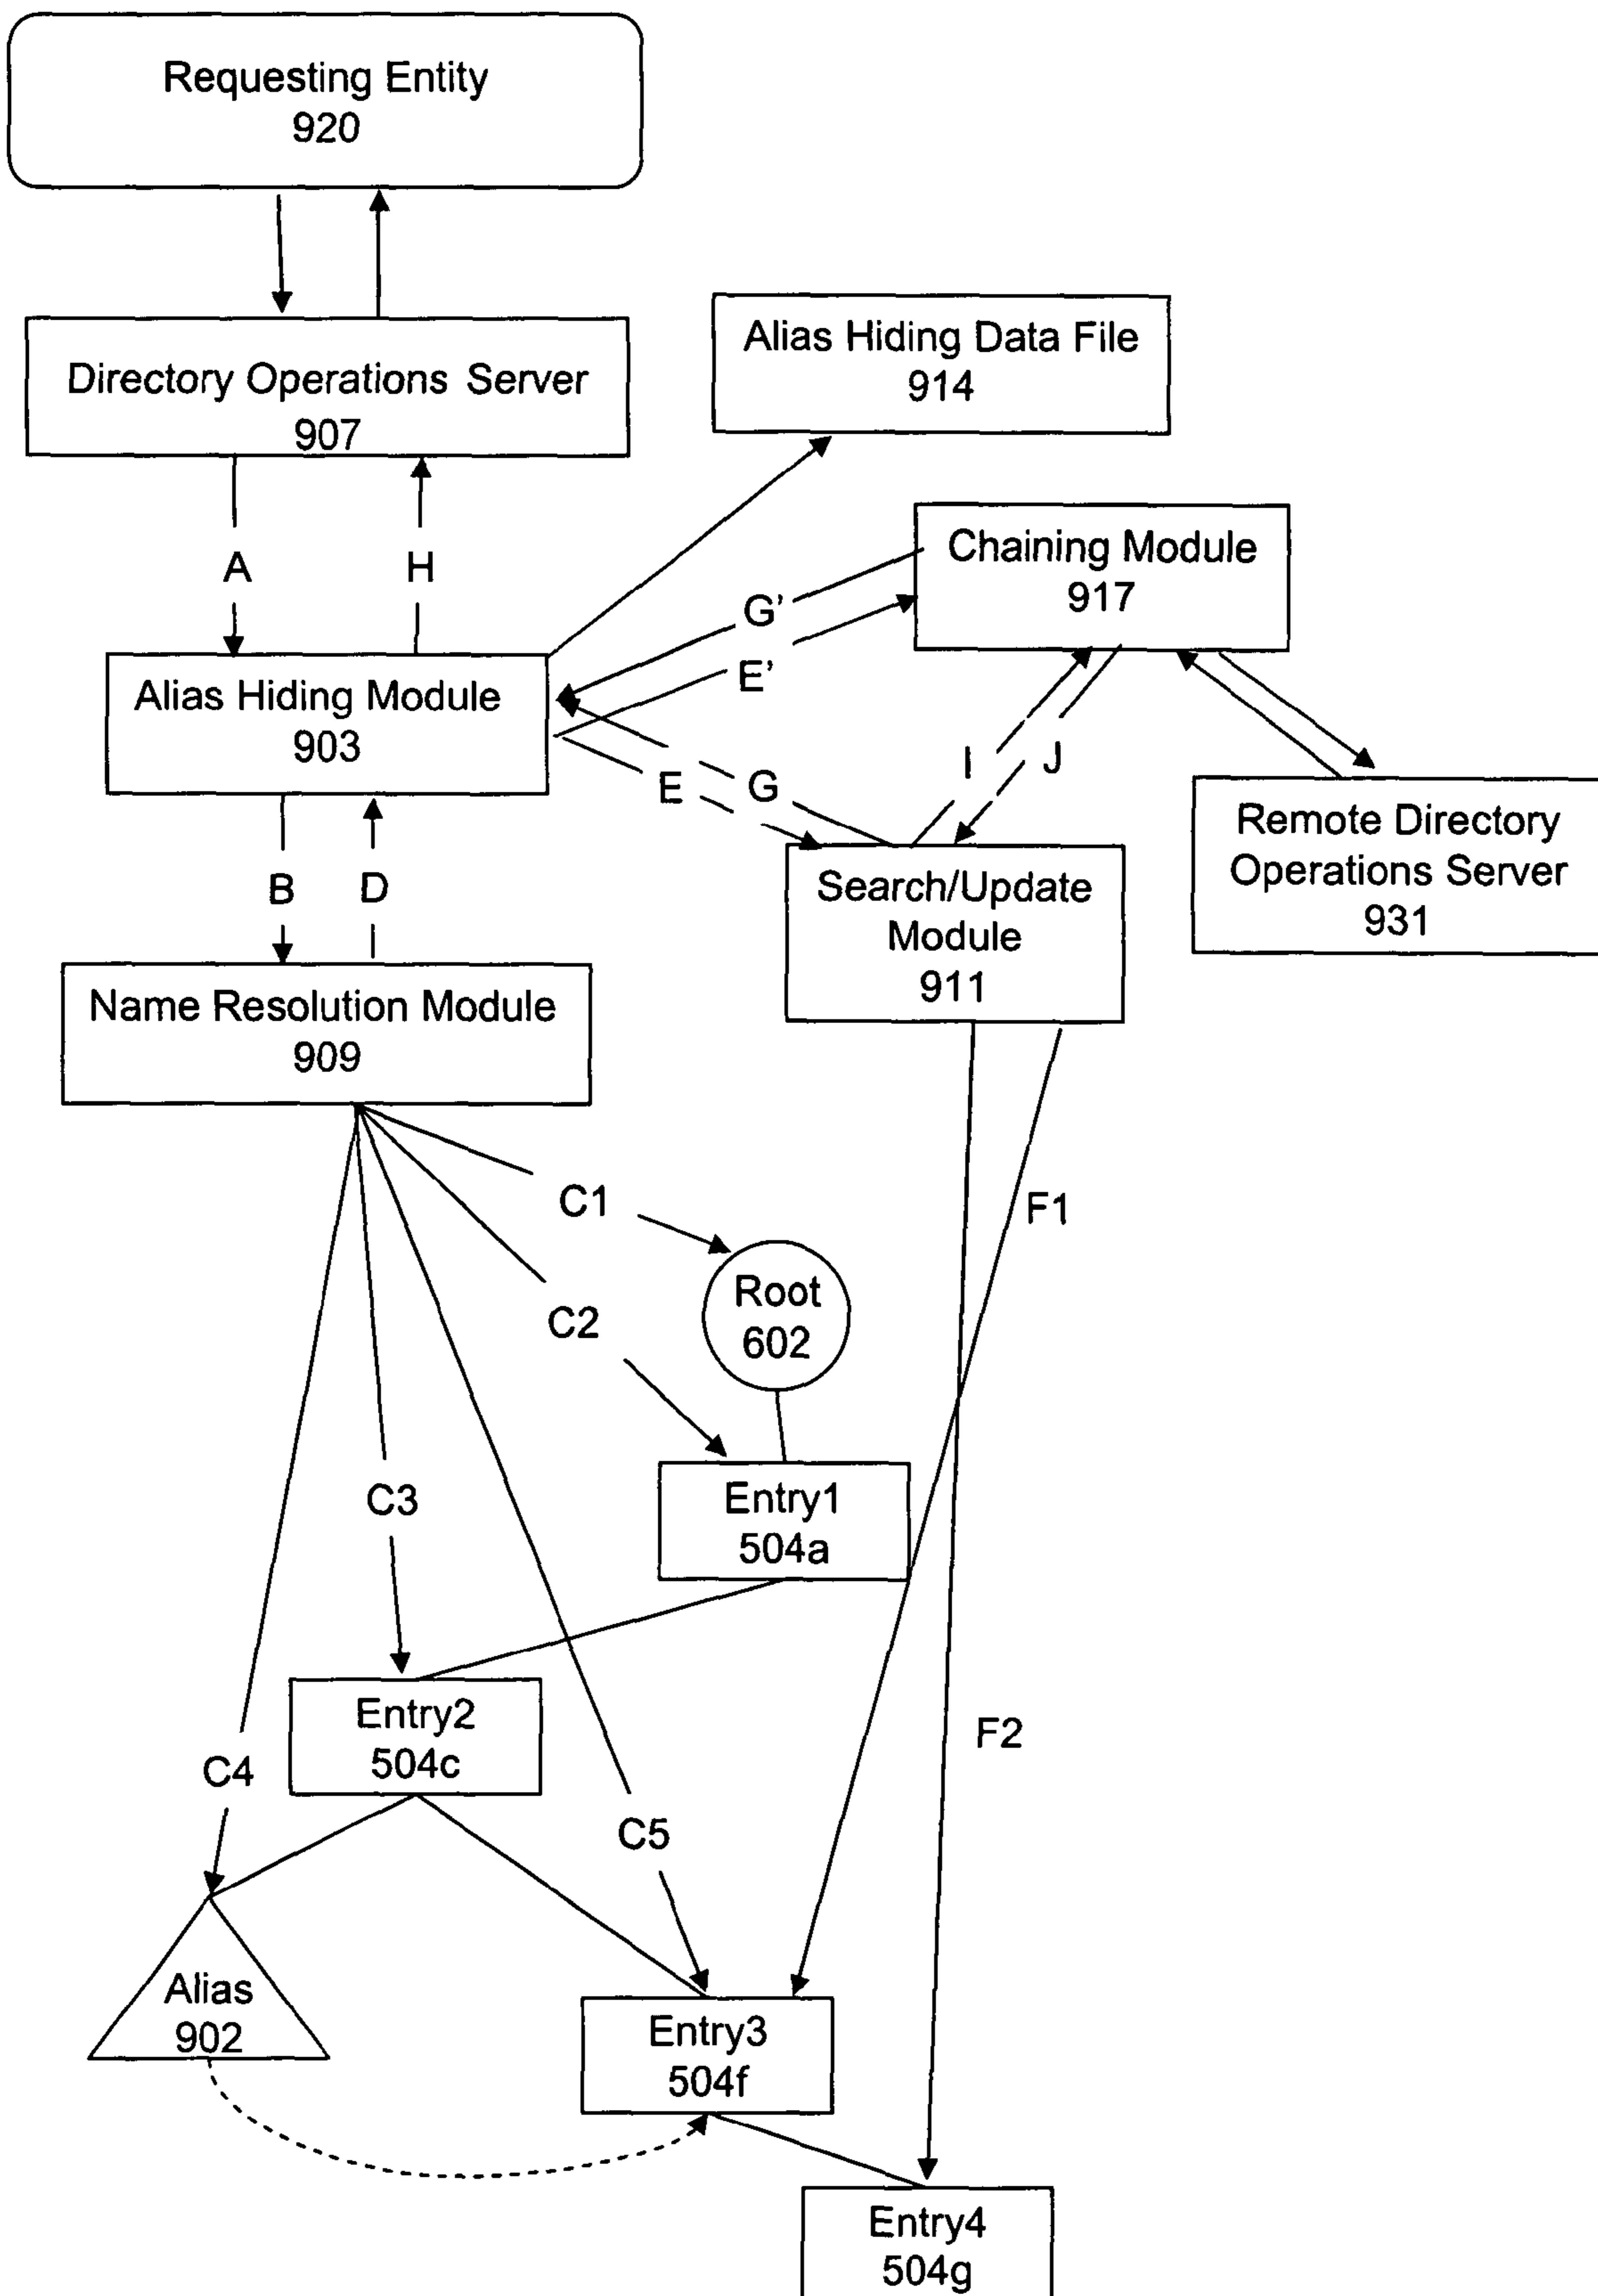 Requesting Entity
920
Directory Operations Server
907
Alias Hiding Data File
914
A
H
Chaining Module
917
G'
E'
Alias Hiding Module
903
I
J
E
G
Remote Directory
Operations Server
931
B
D
Search/Update
Module
911
Name Resolution Module
909
C1
F1
C2
Root
602
C3
Entry1
504a
Entry2
504c
F2
C4
C5
Alias
902
Entry3
504f
Entry4
504g